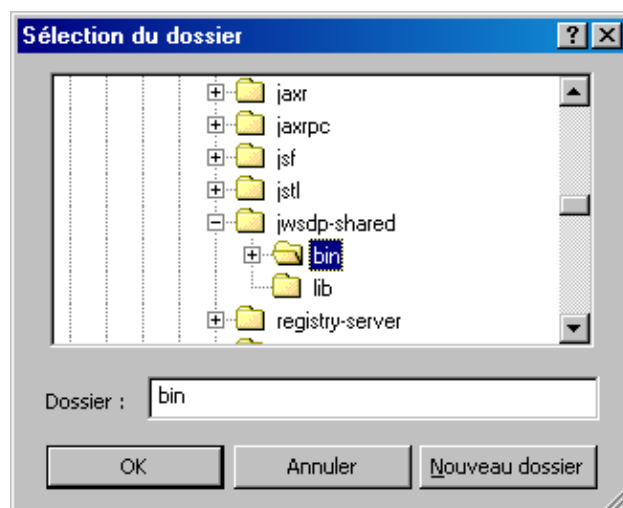 Sélection du dossier
jaxr
jaxrpc
jsf
jstl
jwsdp-shared
bin
lib
registry-server
Dossier :
bin
OK
Annuler
Nouveau dossier